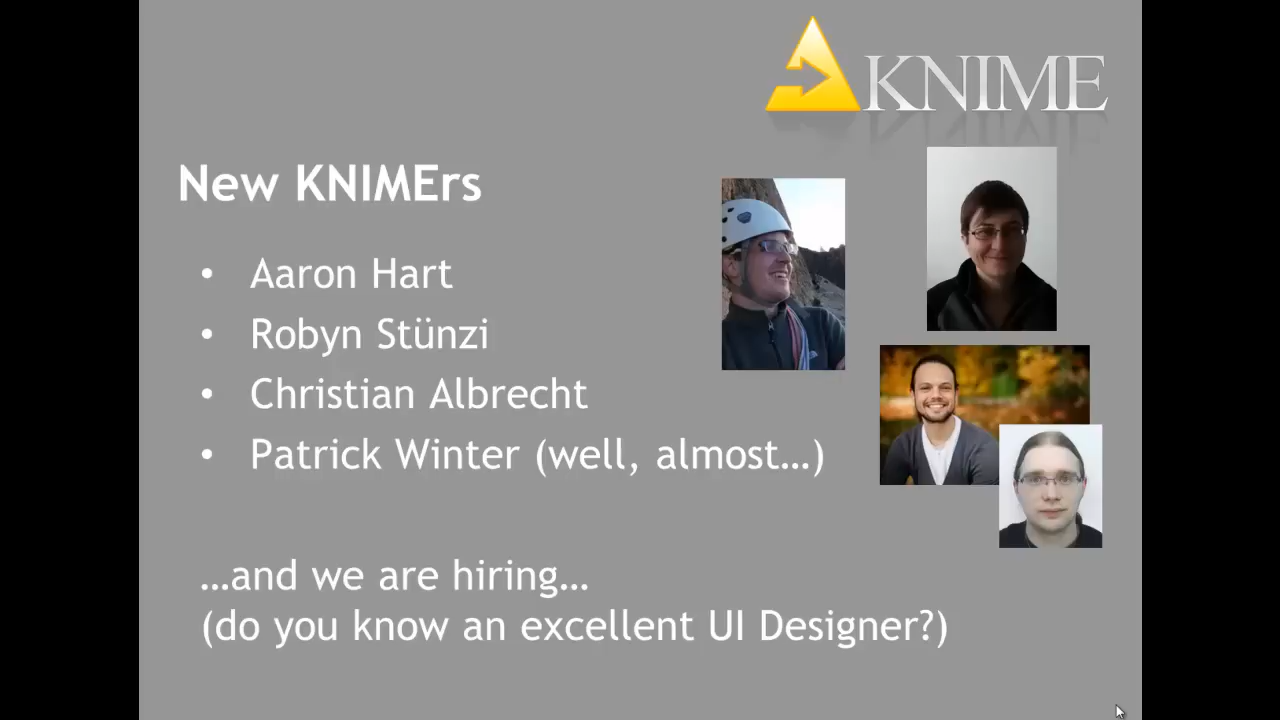 KNIME
New KNIMErs
• Aaron Hart
• Robyn Stünzi
• Christian Albrecht
• Patrick Winter (well, almost…)
…and we are hiring…
(do you know an excellent UI Designer?)